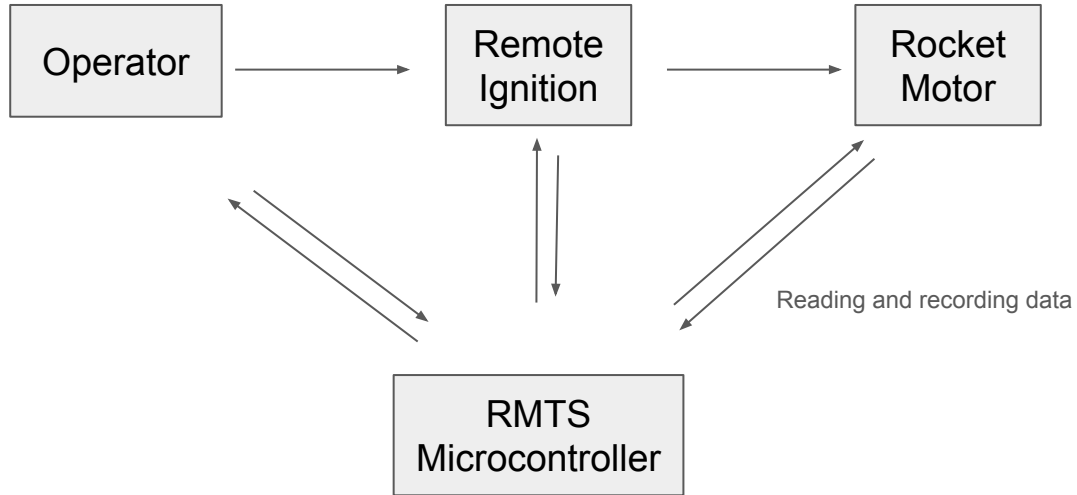 Operator
Remote
Ignition
Rocket
Motor
Reading and recording data
RMTS
Microcontroller